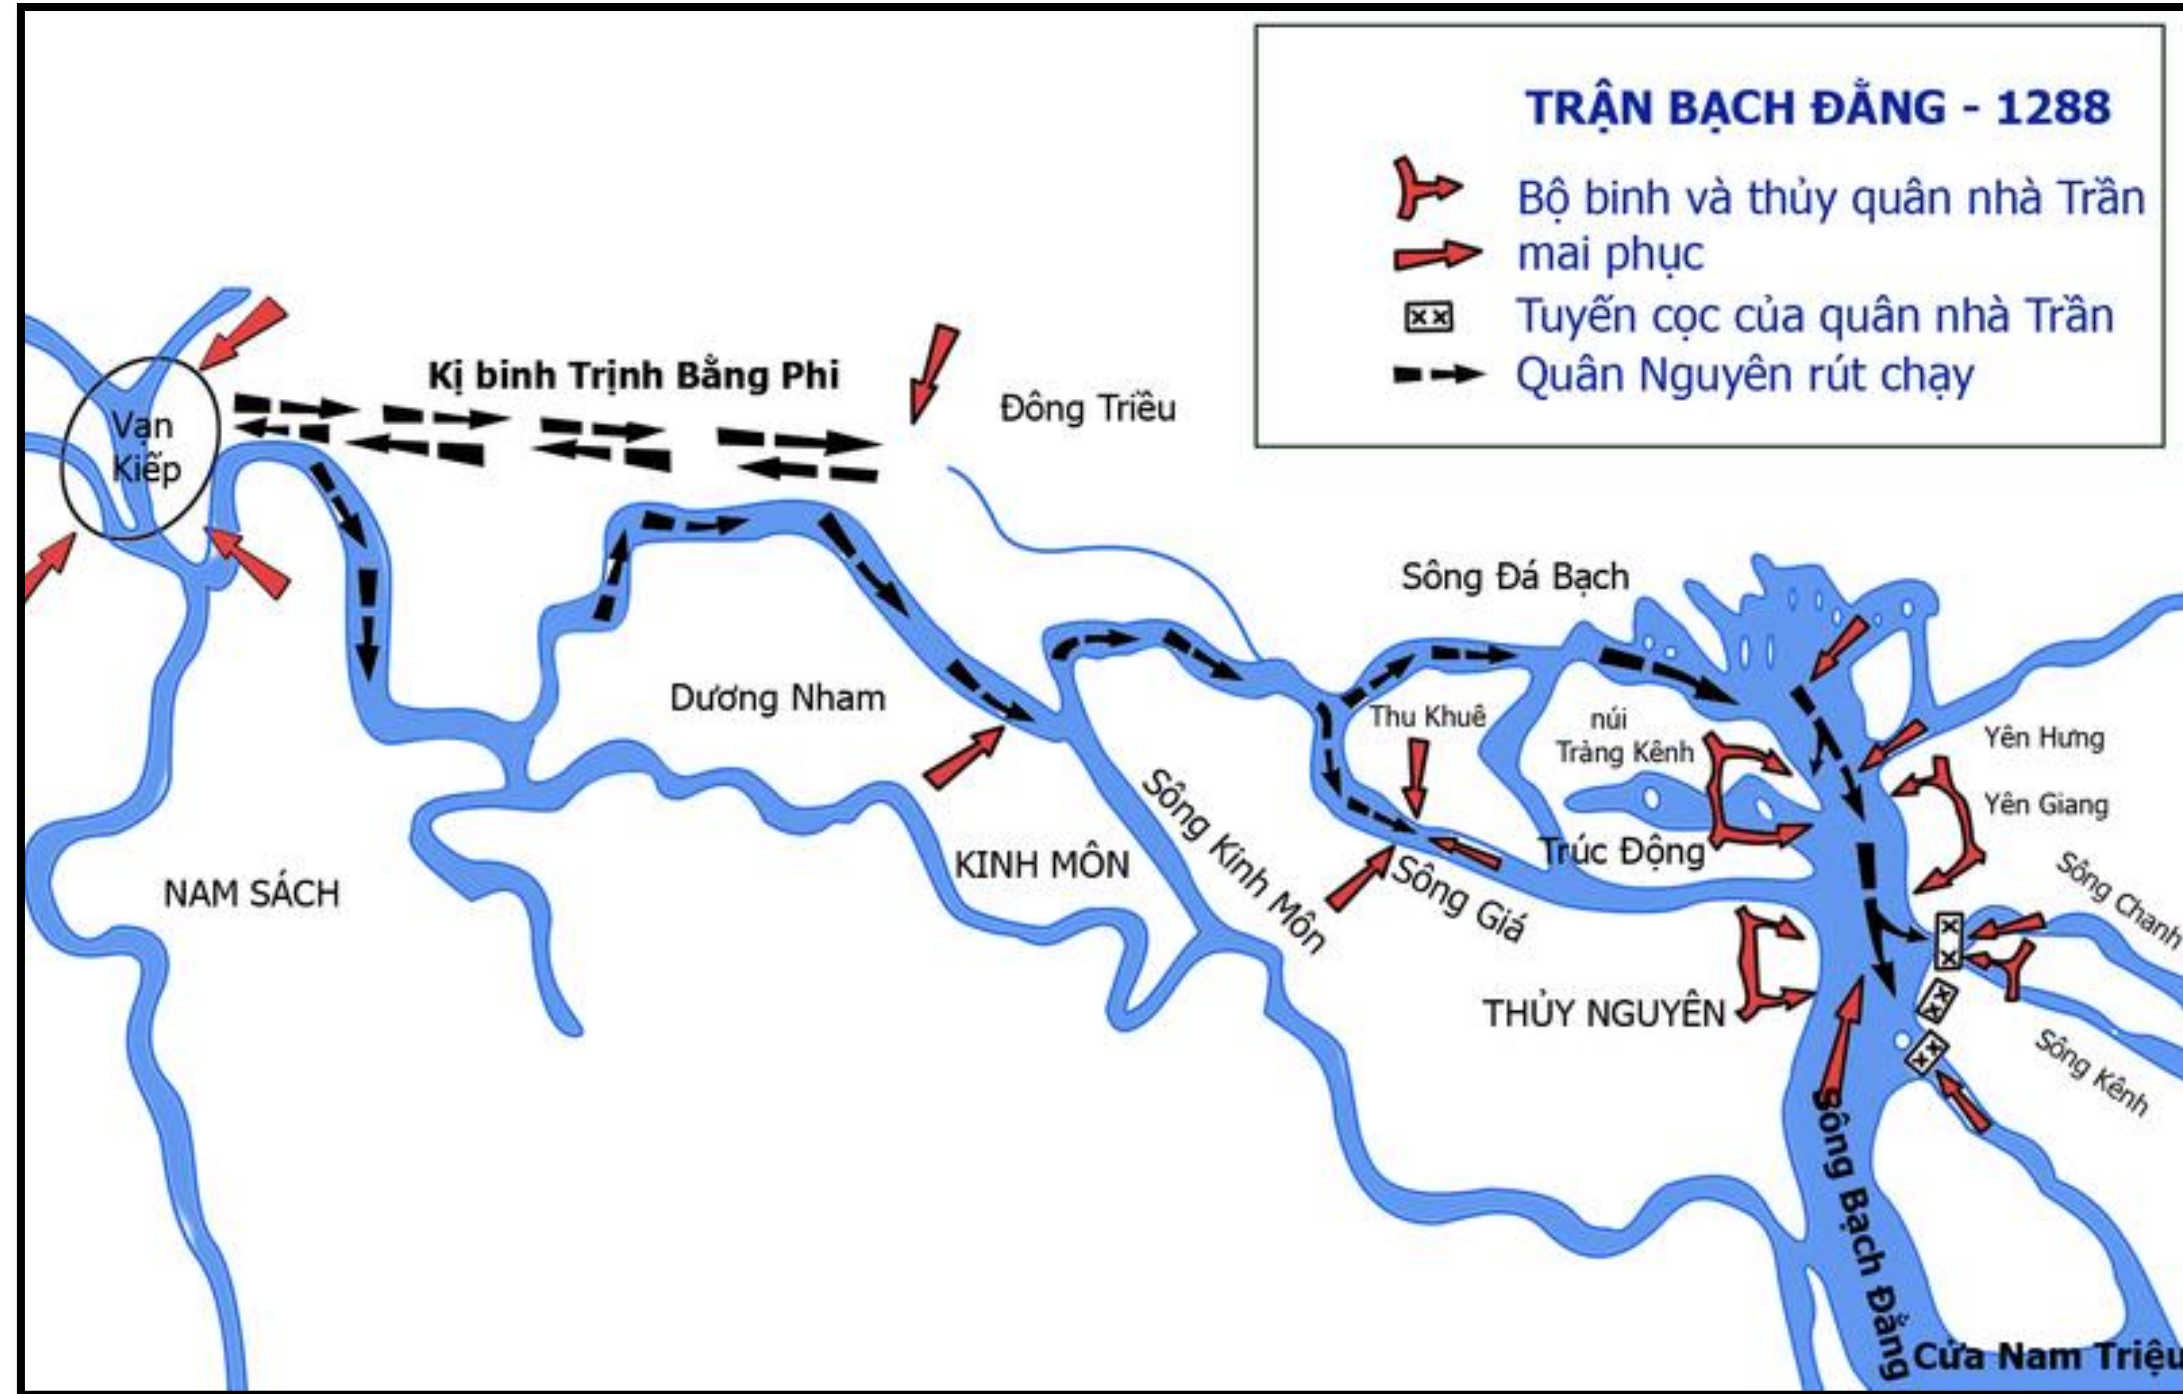 TRẬN BẠCH ĐẰNG - 1288
Bộ binh và thủy quân nhà Trần
mai phục
Tuyến cọc của quân nhà Trần
Quân Nguyên rút chạy
Kị binh Trịnh Bằng Phi
Đông Triều
Vạn
Kiếp
Sông Đá Bạch
Dương Nham
Thu Khuê
núi
Tràng Kênh
Yên Hưng
Yên Giang
Sông Kinh Môn
KINH MÔN
Trúc Động
Sông Giá
Sông Chanh
NAM SÁCH
THỦY NGUYÊN
Sông Kênh
Sông Bạch Đằng
Cửa Nam Triệu